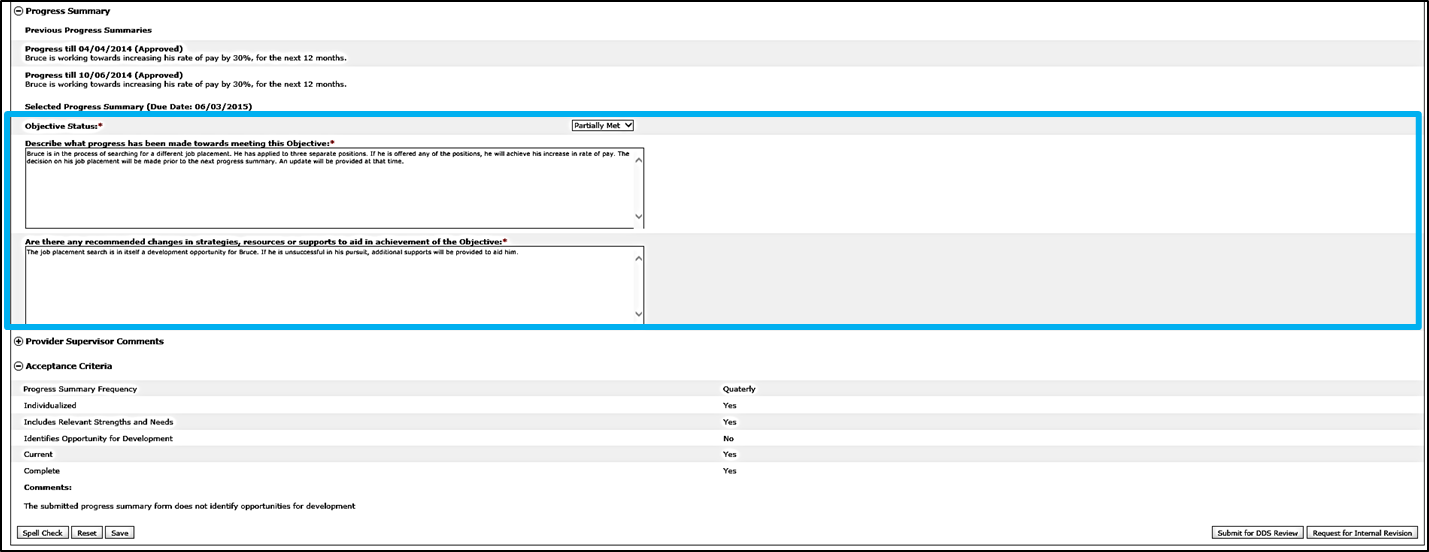 Progress Summary
Previous Progress Summaries
Progress till 04/04/2014 (Approved)
Bruce is working towards increasing his rate of pay by 30%, for the next 12 months.
Progress till 10/06/2014 (Approved)
Bruce is working towards increasing his rate of pay by 30%, for the next 12 months.
Selected Progress Summary (Due Date: 06/03/2015)
Objective Status:* Partially Met
Describe what progress has been made towards meeting this Objective:*
Bruce is in the process of searching for a different job placement. He has applied to three separate positions. If he is offered any of the positions, he will achieve his increase in rate of pay. The
decision on his job placement will be made prior to the next progress summary. An update will be provided at that time.
Are there any recommended changes in strategies, resources or supports to aid in achievement of the Objective:*
The job placement search is in itself a development opportunity for Bruce. If he is unsuccessful in his pursuit, additional supports will be provided to aid him.
Provider Supervisor Comments
Acceptance Criteria
Progress Summary Frequency Quaterly
Individualized Yes
Includes Relevant Strengths and Needs Yes
Identifies Opportunity for Development No
Current Yes
Complete Yes
Comments:
The submitted progress summary form does not identify opportunities for development
Spell Check Reset Save Submit for DDS Review Request for Internal Revision